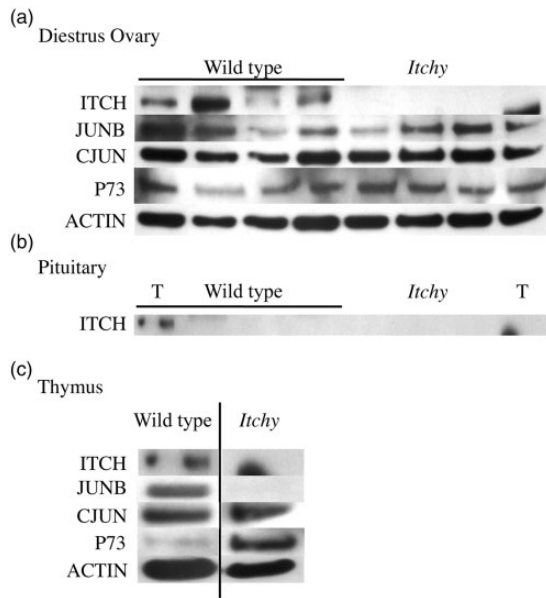 (a)
Diestrus Ovary
Wild type Itchy
ITCH
JUNB
CJUN
P73
ACTIN
(b)
Pituitary
T Wild type Itchy T
ITCH
(c)
Thymus
Wild type Itchy
ITCH
JUNB
CJUN
P73
ACTIN